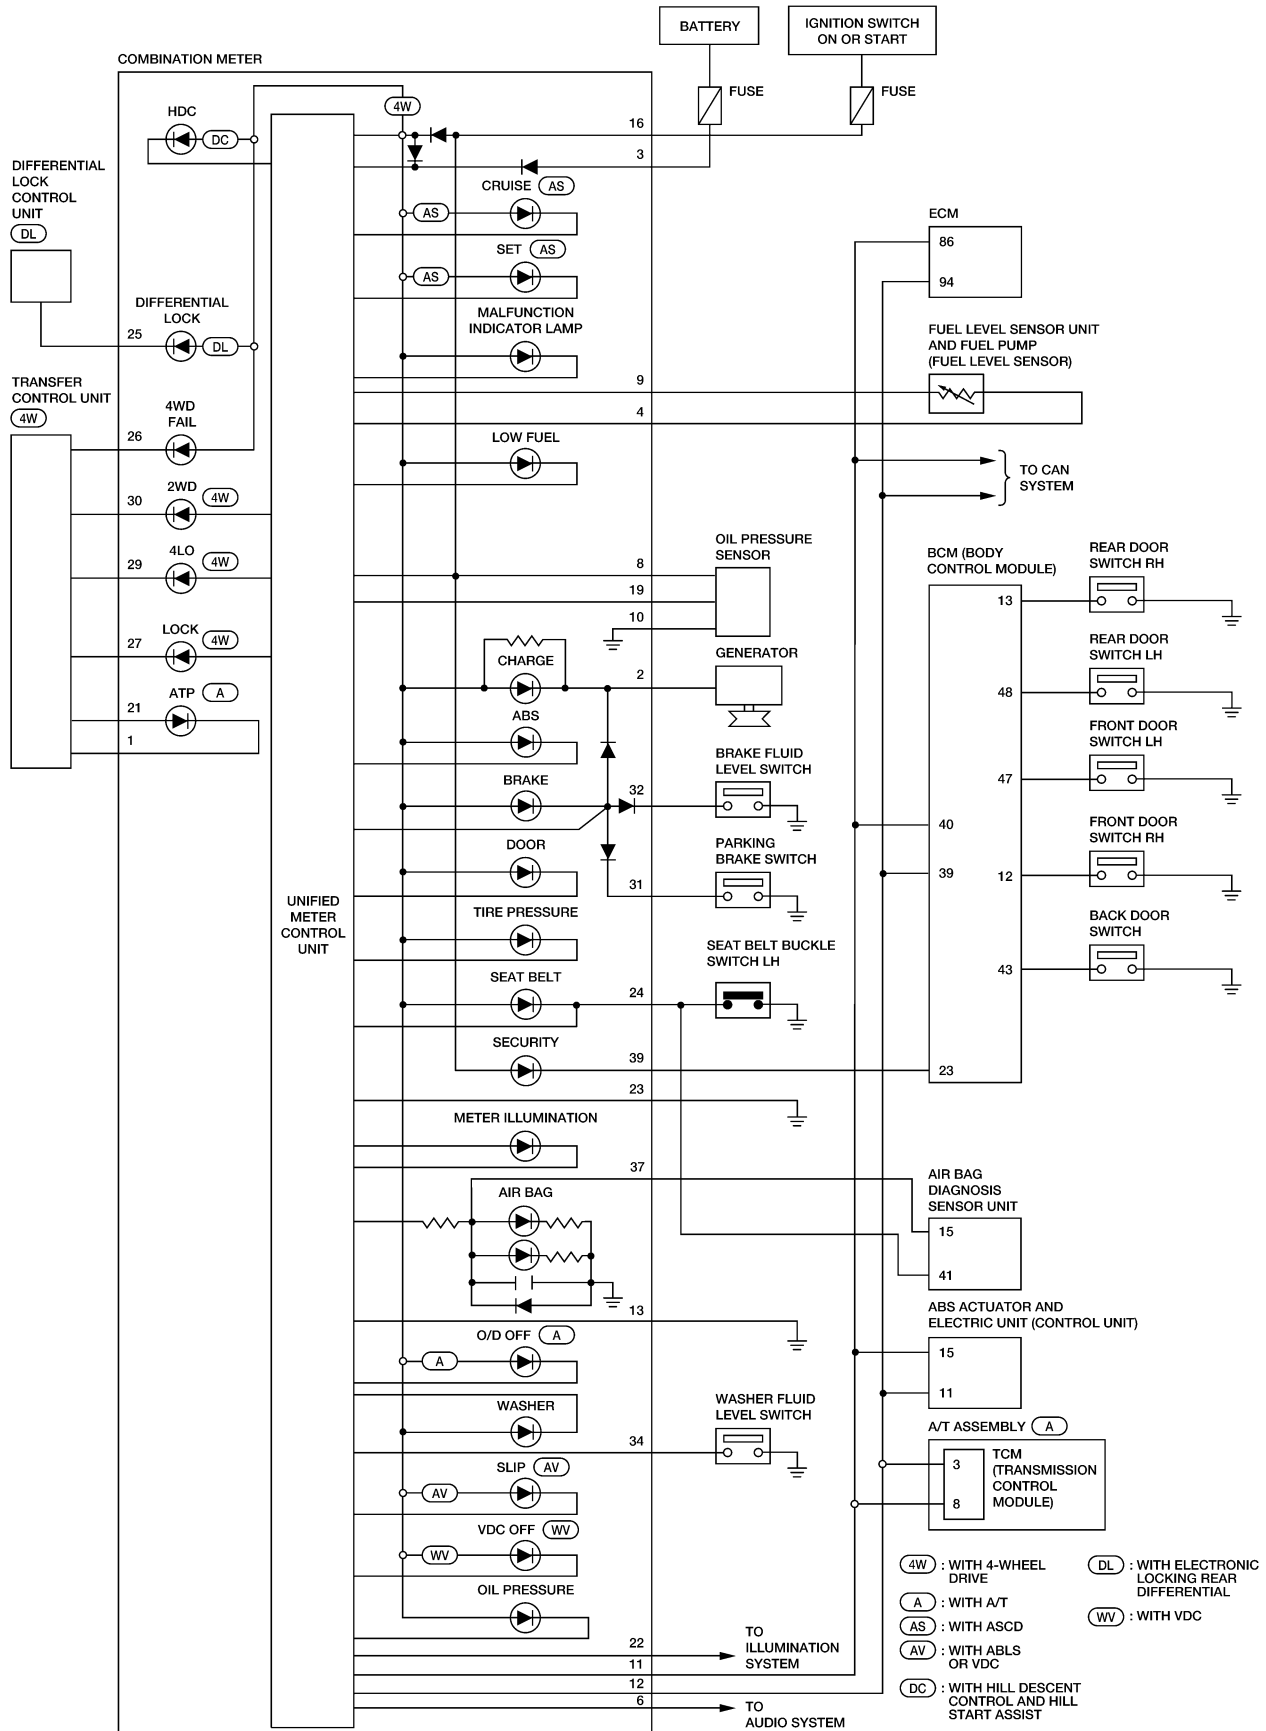 BATTERY
IGNITION SWITCH
ON OR START
COMBINATION METER
FUSE
FUSE
4W
HDC
DC
16
3
DIFFERENTIAL
LOCK
CONTROL
UNIT
DL
CRUISE AS
AS
SET AS
AS
ECM
86
94
DIFFERENTIAL
LOCK
25
DL
MALFUNCTION
INDICATOR LAMP
FUEL LEVEL SENSOR UNIT
AND FUEL PUMP
(FUEL LEVEL SENSOR)
9
4
TRANSFER
CONTROL UNIT
4W
4WD
FAIL
26
LOW FUEL
TO CAN
SYSTEM
2WD 4W
30
4LO 4W
29
LOCK 4W
27
ATP A
21
1
OIL PRESSURE
SENSOR
8
19
10
BCM (BODY
CONTROL MODULE)
REAR DOOR
SWITCH RH
13
REAR DOOR
SWITCH LH
48
FRONT DOOR
SWITCH LH
47
40
FRONT DOOR
SWITCH RH
39
12
BACK DOOR
SWITCH
43
23
CHARGE
2
GENERATOR
ABS
BRAKE
32
BRAKE FLUID
LEVEL SWITCH
DOOR
31
PARKING
BRAKE SWITCH
UNIFIED
METER
CONTROL
UNIT
TIRE PRESSURE
SEAT BELT BUCKLE
SWITCH LH
SEAT BELT
24
SECURITY
39
23
METER ILLUMINATION
37
AIR BAG
AIR BAG
DIAGNOSIS
SENSOR UNIT
15
41
13
ABS ACTUATOR AND
ELECTRIC UNIT (CONTROL UNIT)
15
11
O/D OFF A
A
WASHER
34
WASHER FLUID
LEVEL SWITCH
A/T ASSEMBLY A
3
8
TCM
(TRANSMISSION
CONTROL
MODULE)
SLIP AV
AV
VDC OFF WV
WV
OIL PRESSURE
22
11
12
6
TO
ILLUMINATION
SYSTEM
TO
AUDIO SYSTEM
4W : WITH 4-WHEEL
DRIVE
A : WITH A/T
AS : WITH ASCD
AV : WITH ABLS
OR VDC
DC : WITH HILL DESCENT
CONTROL AND HILL
START ASSIST
DL : WITH ELECTRONIC
LOCKING REAR
DIFFERENTIAL
WV : WITH VDC